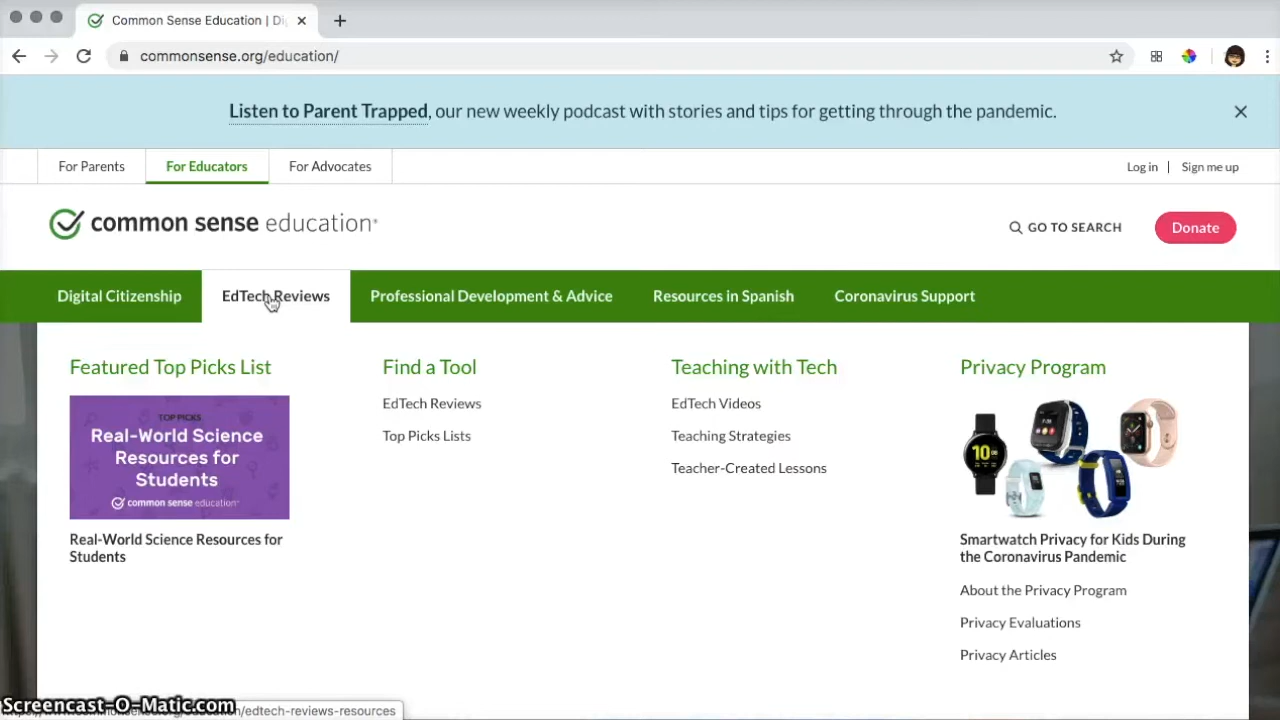 Common Sense Education | Di
commonsense.org/education/
Listen to Parent Trapped, our new weekly podcast with stories and tips for getting through the pandemic.
For Parents
For Educators
For Advocates
Log in
Sign me up
common sense education
GO TO SEARCH
Donate
Digital Citizenship
EdTech Reviews
Professional Development & Advice
Resources in Spanish
Coronavirus Support
Featured Top Picks List
TOP PICKS
Real-World Science
Resources for
Students
common sense education
Real-World Science Resources for
Students
Find a Tool
EdTech Reviews
Top Picks Lists
Teaching with Tech
EdTech Videos
Teaching Strategies
Teacher-Created Lessons
Privacy Program
10
Smartwatch Privacy for Kids During
the Coronavirus Pandemic
About the Privacy Program
Privacy Evaluations
Privacy Articles
Screencast-O-Matic.com
/edtech-reviews-resources